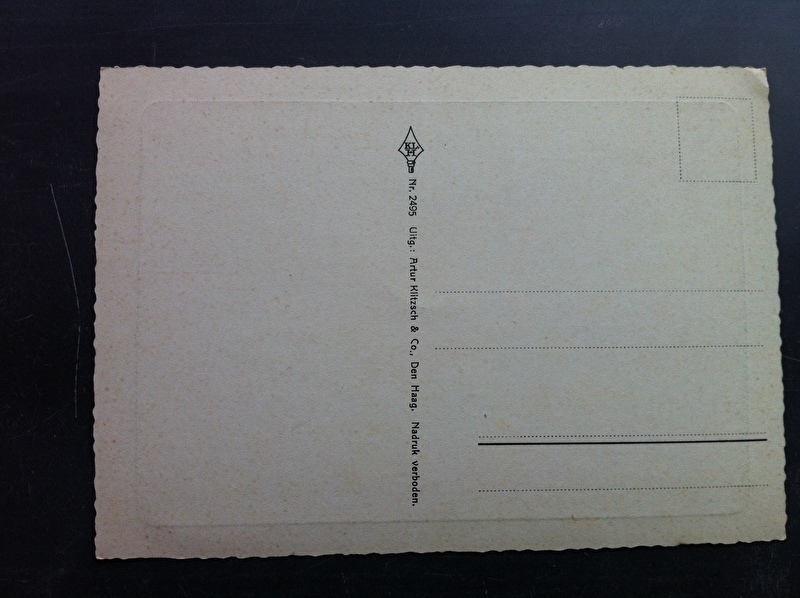 Nr. 2495 Uitg.: Artur Klitzsch & Co., Den Haag. Nadruk verboden.